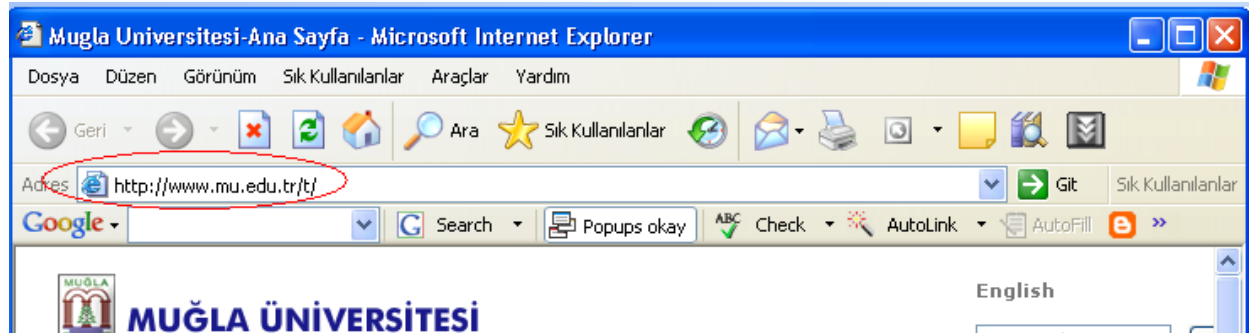 Mugla Universitesi-Ana Sayfa - Microsoft Internet Explorer
Dosya Düzen Görünüm Sık Kullanılanlar Araçlar Yardım
Geri Ara Sık Kullanılanlar
Adres http://www.mu.edu.tr/t/ Git Sık Kullanılanlar
Google Search Popups okay ABC Check AutoLink AutoFill »
MUĞLA
English
MUĞLA ÜNİVERSİTESİ